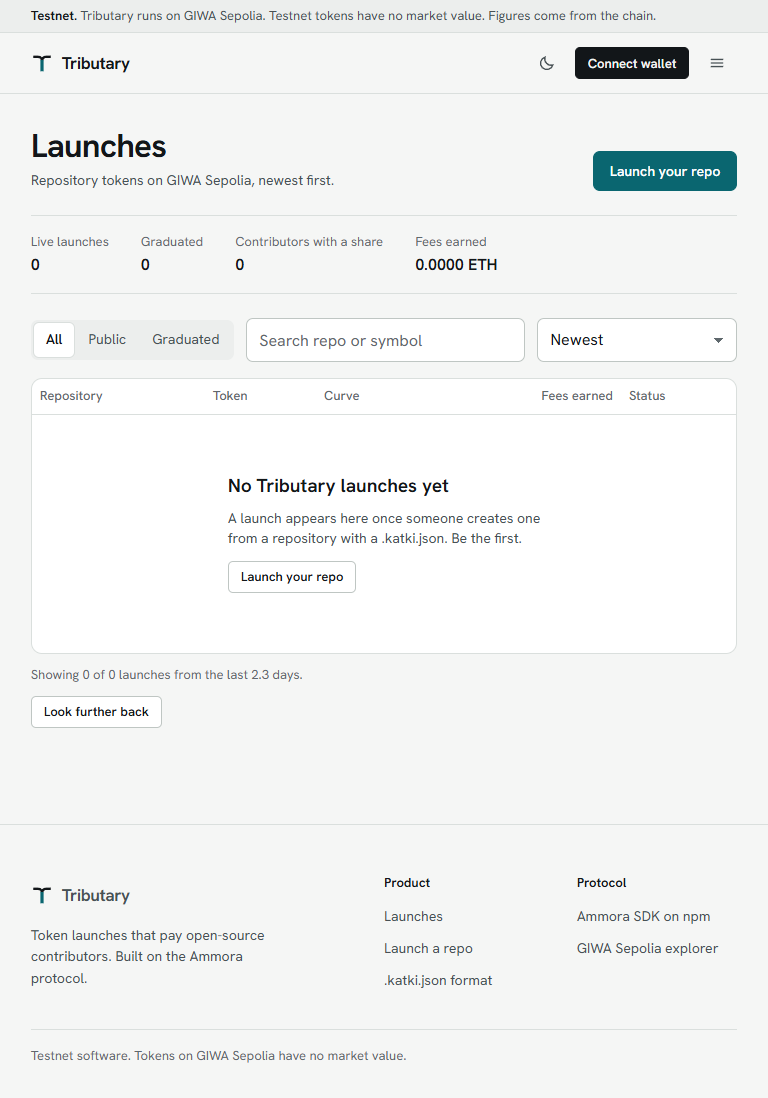 Testnet. Tributary runs on GIWA Sepolia. Testnet tokens have no market value. Figures come from the chain.
Tributary
Connect wallet
Launches
Repository tokens on GIWA Sepolia, newest first.
Launch your repo
Live launches Graduated Contributors with a share Fees earned
0 0 0 0.0000 ETH
All Public Graduated Search repo or symbol Newest
Repository Token Curve Fees earned Status
No Tributary launches yet
A launch appears here once someone creates one
from a repository with a .katki.json. Be the first.
Launch your repo
Showing 0 of 0 launches from the last 2.3 days.
Look further back
Tributary
Token launches that pay open-source
contributors. Built on the Ammora
protocol.
Product
Launches
Launch a repo
.katki.json format
Protocol
Ammora SDK on npm
GIWA Sepolia explorer
Testnet software. Tokens on GIWA Sepolia have no market value.